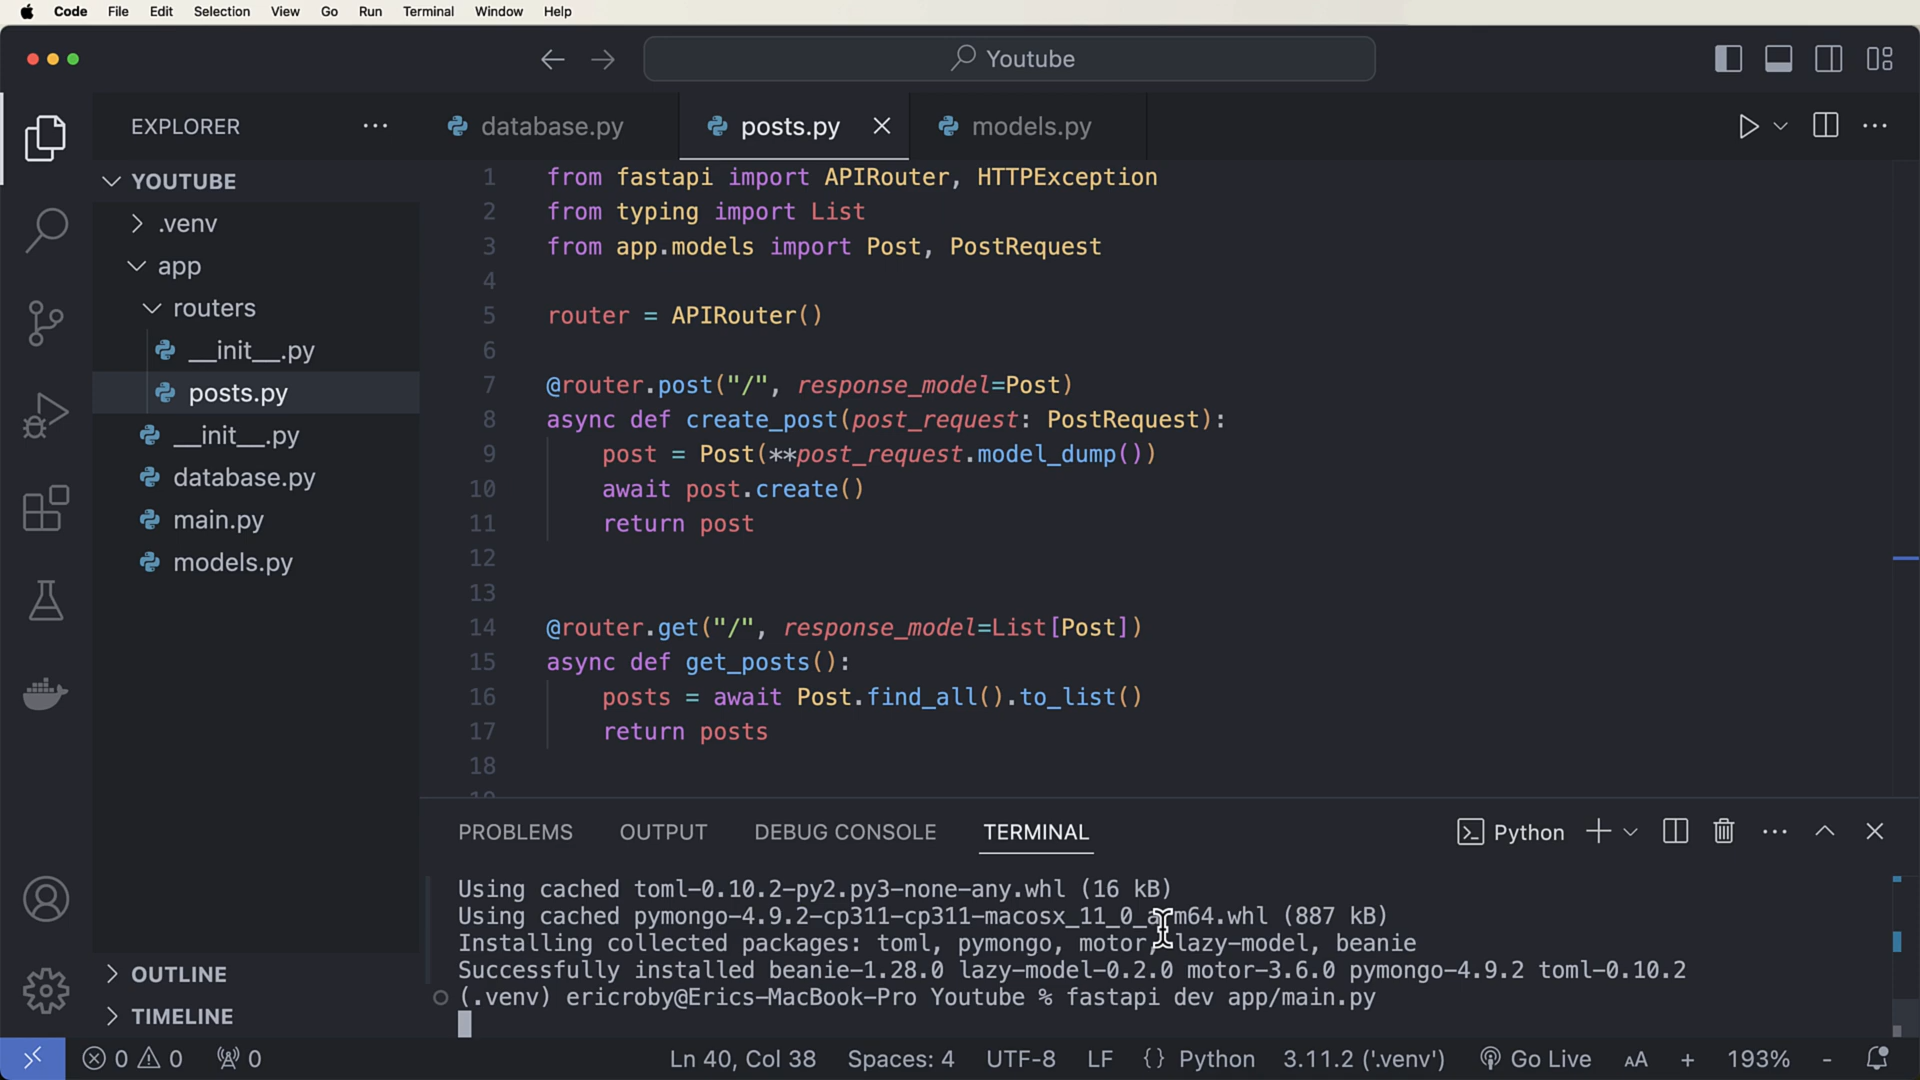 Code File Edit Selection View Go Run Terminal Window Help
Youtube
EXPLORER
database.py posts.py models.py
YOUTUBE
.venv
app
routers
__init__.py
posts.py
__init__.py
database.py
main.py
models.py
OUTLINE
TIMELINE
1 from fastapi import APIRouter, HTTPException
2 from typing import List
3 from app.models import Post, PostRequest
4
5 router = APIRouter()
6
7 @router.post("/", response_model=Post)
8 async def create_post(post_request: PostRequest):
9 post = Post(**post_request.model_dump())
10 await post.create()
11 return post
12
13
14 @router.get("/", response_model=List[Post])
15 async def get_posts():
16 posts = await Post.find_all().to_list()
17 return posts
18
PROBLEMS OUTPUT DEBUG CONSOLE TERMINAL Python
Using cached toml-0.10.2-py2.py3-none-any.whl (16 kB)
Using cached pymongo-4.9.2-cp311-cp311-macosx_11_0_arm64.whl (887 kB)
Installing collected packages: toml, pymongo, motor, lazy-model, beanie
Successfully installed beanie-1.28.0 lazy-model-0.2.0 motor-3.6.0 pymongo-4.9.2 toml-0.10.2
(.venv) ericroby@Erics-MacBook-Pro Youtube % fastapi dev app/main.py
0 0 0 Ln 40, Col 38 Spaces: 4 UTF-8 LF {} Python 3.11.2 ('.venv') Go Live AA + 193% -